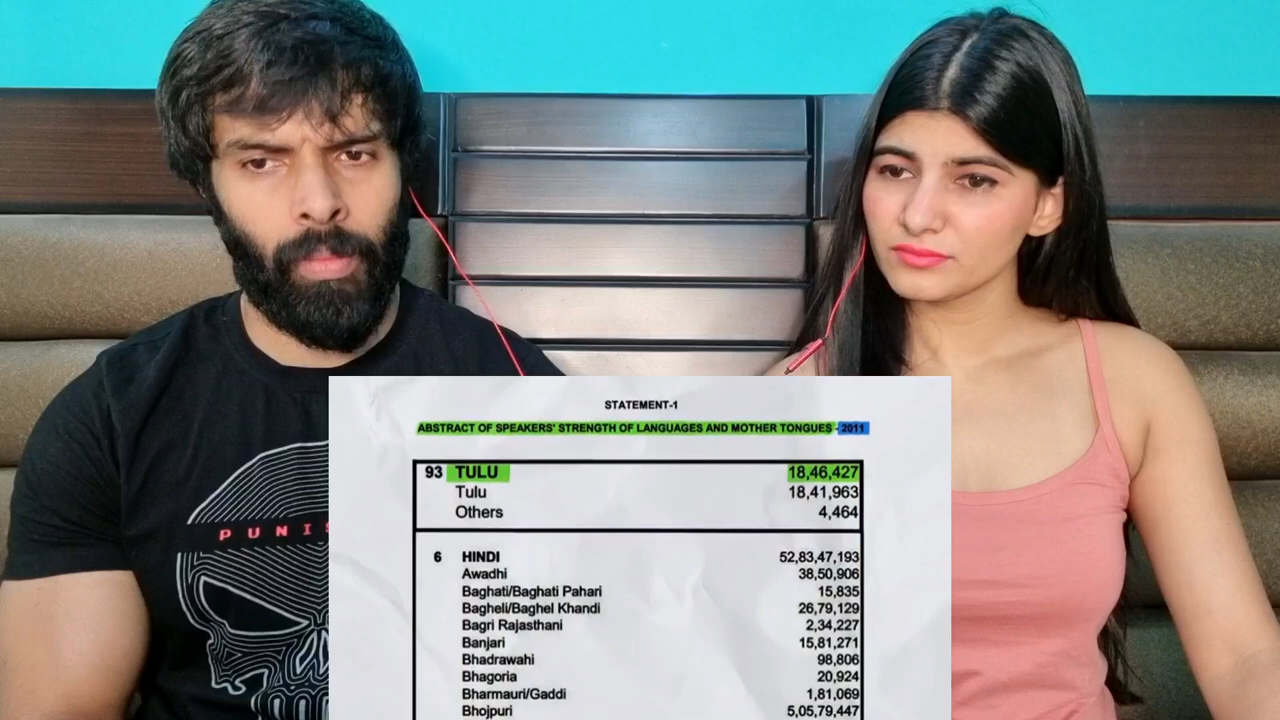 PUNIS
STATEMENT-1
ABSTRACT OF SPEAKERS' STRENGTH OF LANGUAGES AND MOTHER TONGUES - 2011
93 TULU 18,46,427
Tulu 18,41,963
Others 4,464
6 HINDI 52,83,47,193
Awadhi 38,50,906
Baghati/Baghati Pahari 15,835
Bagheli/Baghel Khandi 26,79,129
Bagri Rajasthani 2,34,227
Banjari 15,81,271
Bhadrawahi 98,806
Bhagoria 20,924
Bharmauri/Gaddi 1,81,069
Bhojpuri 5,05,79,447